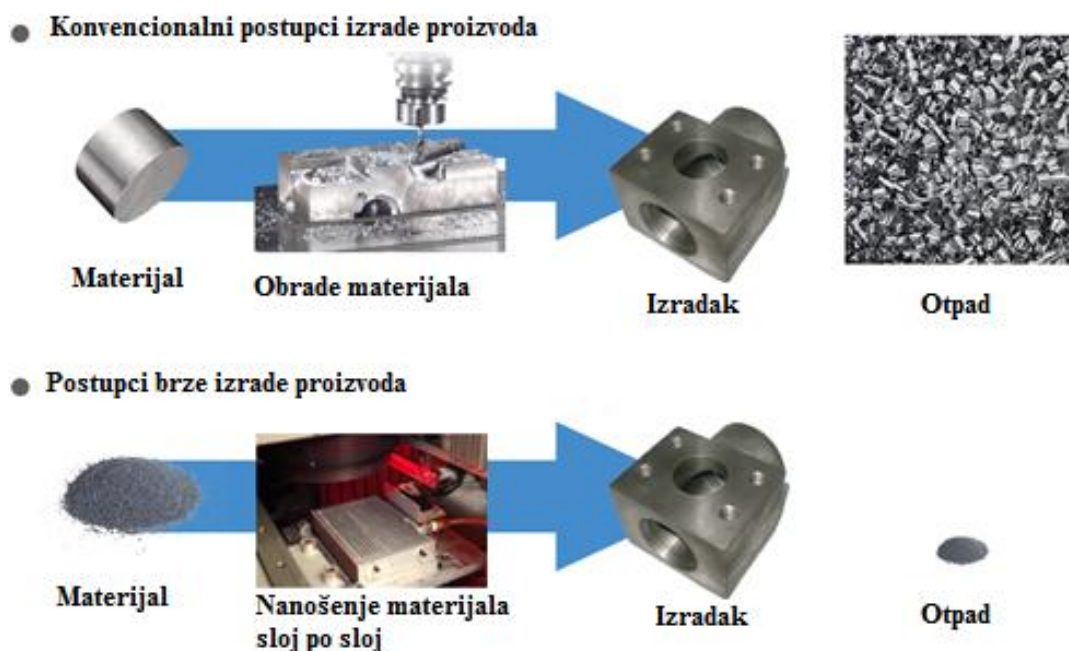 Konvencionalni postupci izrade proizvoda
Materijal
Obrade materijala
Izradak
Otpad
Postupci brze izrade proizvoda
Materijal
Nanošenje materijala
sloj po sloj
Izradak
Otpad